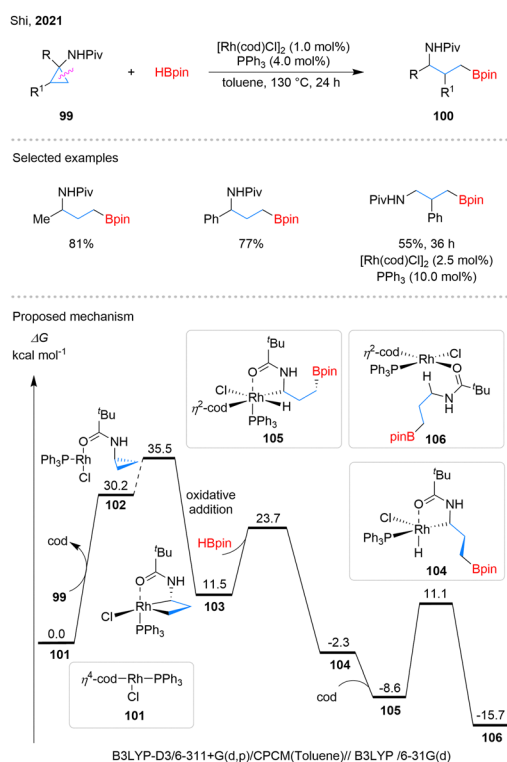 Shi, 2021
R NHPiv
R¹
99
+
HBpin
[Rh(cod)Cl]₂ (1.0 mol%)
PPh₃ (4.0 mol%)
toluene, 130 °C, 24 h
NHPiv
R Bpin
R¹
100
Selected examples
NHPiv
Me Bpin
81%
NHPiv
Ph Bpin
77%
PivHN Bpin
Ph
55%, 36 h
[Rh(cod)Cl]₂ (2.5 mol%)
PPh₃ (10.0 mol%)
Proposed mechanism
ΔG
kcal mol⁻¹
ᵗBu
O NH
Ph₃P-Rh
Cl
30.2
102
35.5
oxidative
addition
cod
99
0.0
101
ᵗBu
O NH
Cl Rh
PPh₃
11.5
103
HBpin
23.7
ᵗBu
O NH Bpin
Cl Rh H
η²-cod
PPh₃
105
η²-cod Rh Cl
Ph₃P
H O
N ᵗBu
H
pinB
106
ᵗBu
O NH
Cl Rh
Ph₃P
H
Bpin
104
-2.3
104
cod
-8.6
105
11.1
-15.7
106
η⁴-cod-Rh-PPh₃
Cl
101
B3LYP-D3/6-311+G(d,p)/CPCM(Toluene)// B3LYP /6-31G(d)